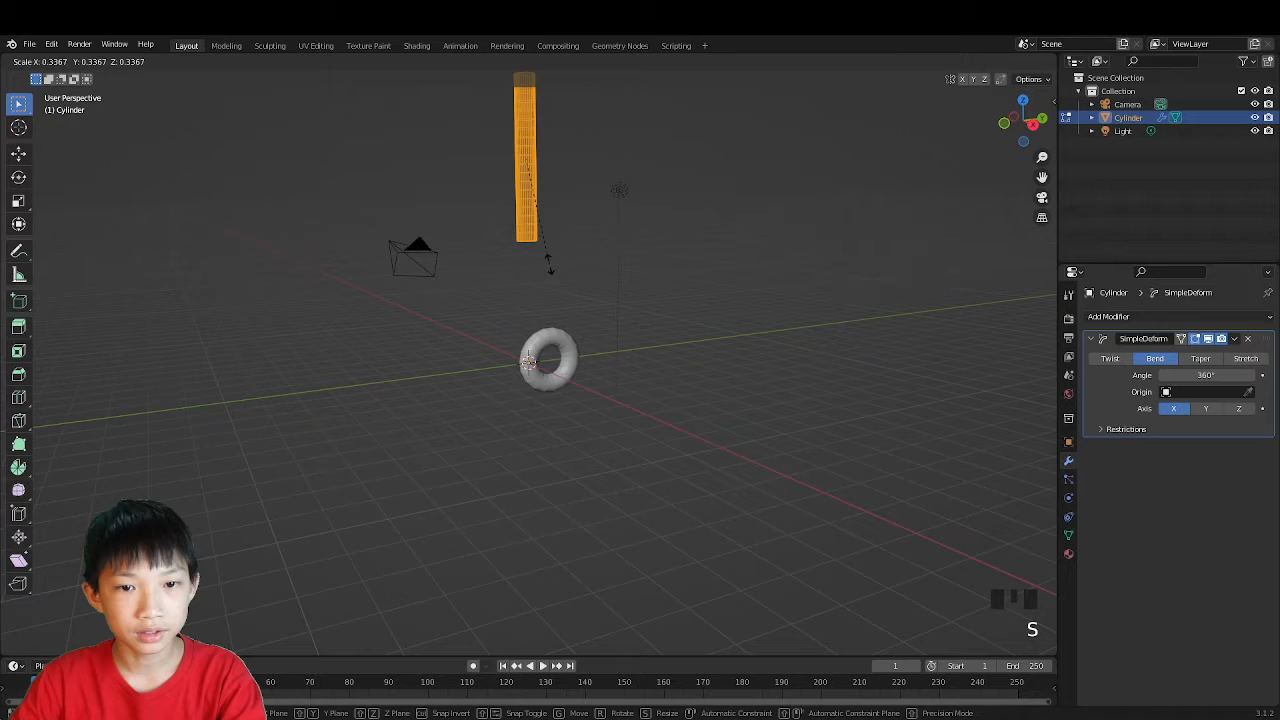 File Edit Render Window Help Layout Modeling Sculpting UV Editing Texture Paint Shading Animation Rendering Compositing Geometry Nodes Scripting + Scene ViewLayer
Scale X: 0.3367 Y: 0.3367 Z: 0.3367
X Y Z Options
User Perspective
(1) Cylinder
Scene Collection
Collection
Camera
Cylinder
Light
Z
Y
X
Cylinder SimpleDeform
Add Modifier
SimpleDeform
Twist Bend Taper Stretch
Angle 360°
Origin
Axis X Y Z
Restrictions
S
1 Start 1 End 250
60 70 80 90 100 110 120 130 140 150 160 170 180 190 200 210 220 230 240 250
Plane Y Plane Z Plane Snap Invert Snap Toggle G Move R Rotate S Resize Automatic Constraint Automatic Constraint Plane Precision Mode 3.1.2